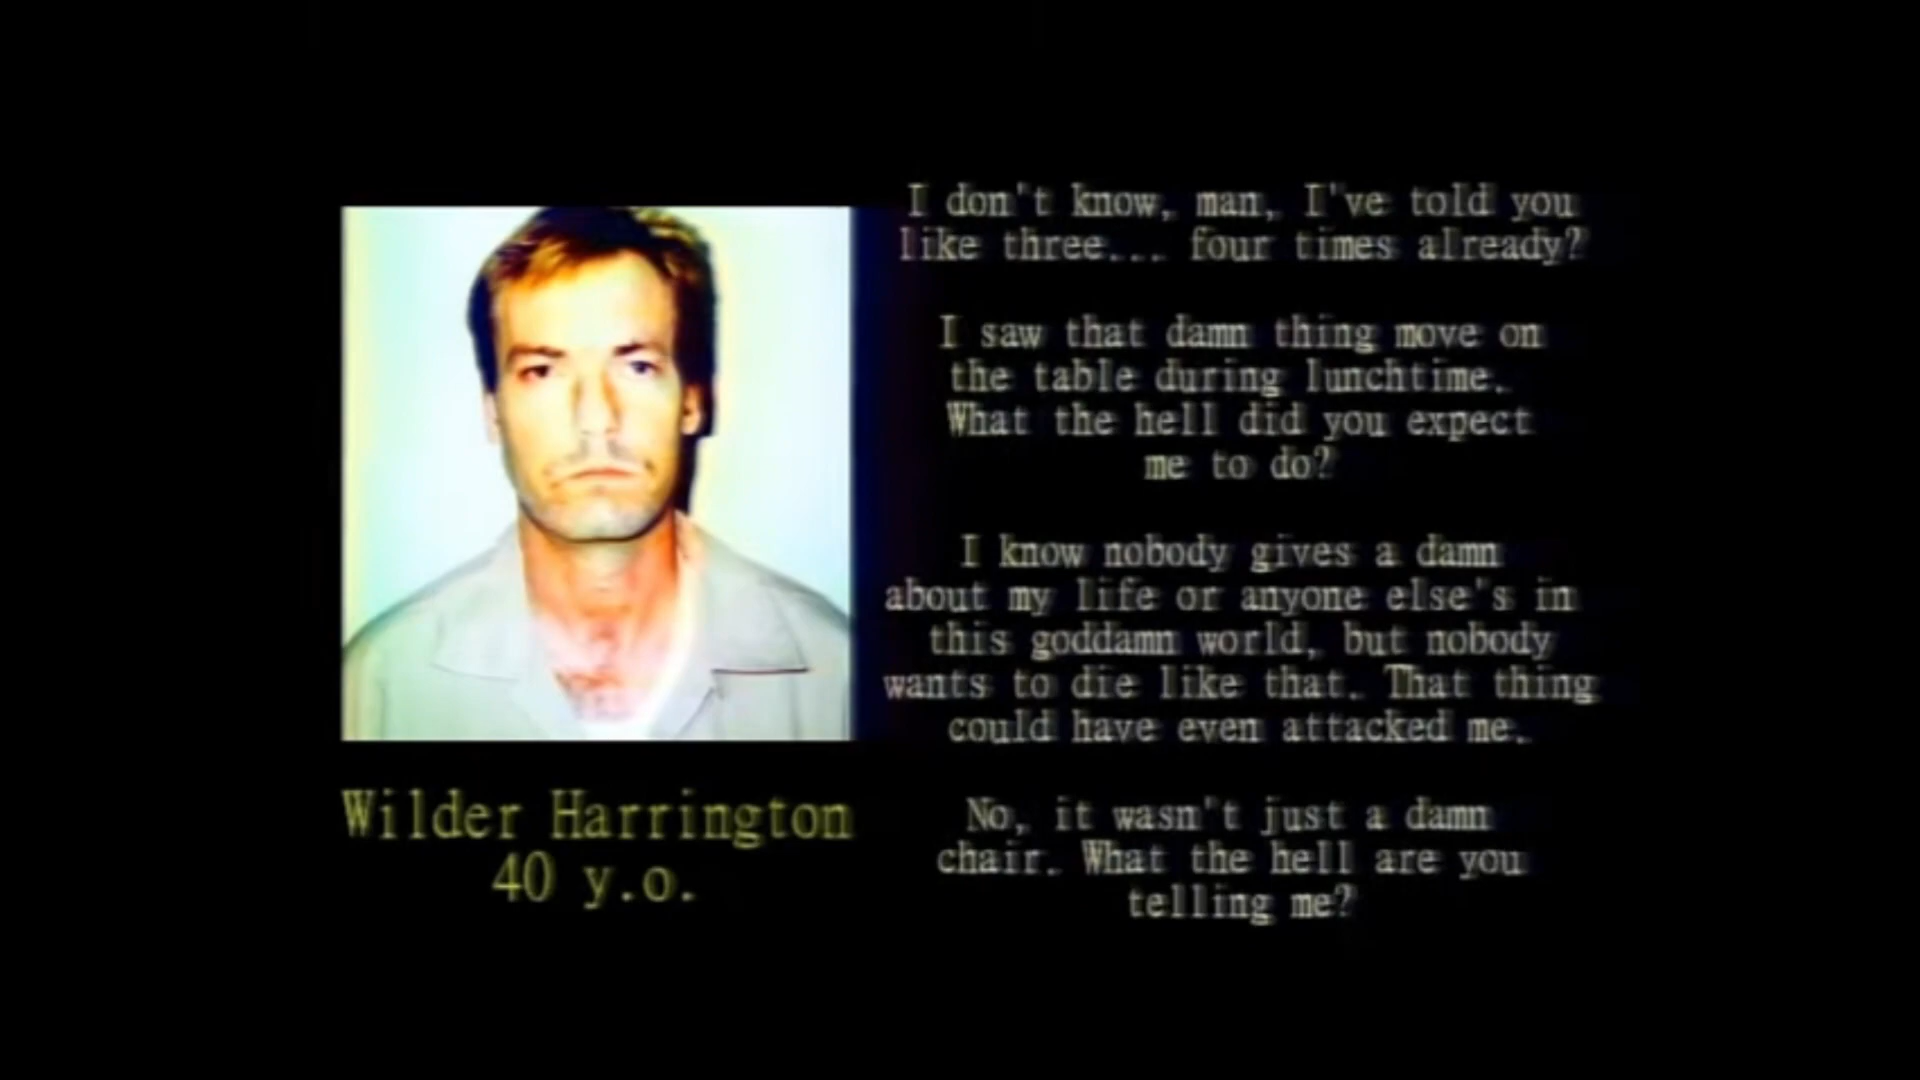 I don't know, man, I've told you
like three... four times already?
I saw that damn thing move on
the table during lunchtime.
What the hell did you expect
me to do?
I know nobody gives a damn
about my life or anyone else's in
this goddamn world, but nobody
wants to die like that. That thing
could have even attacked me.
No, it wasn't just a damn
chair. What the hell are you
telling me?
Wilder Harrington
40 y.o.